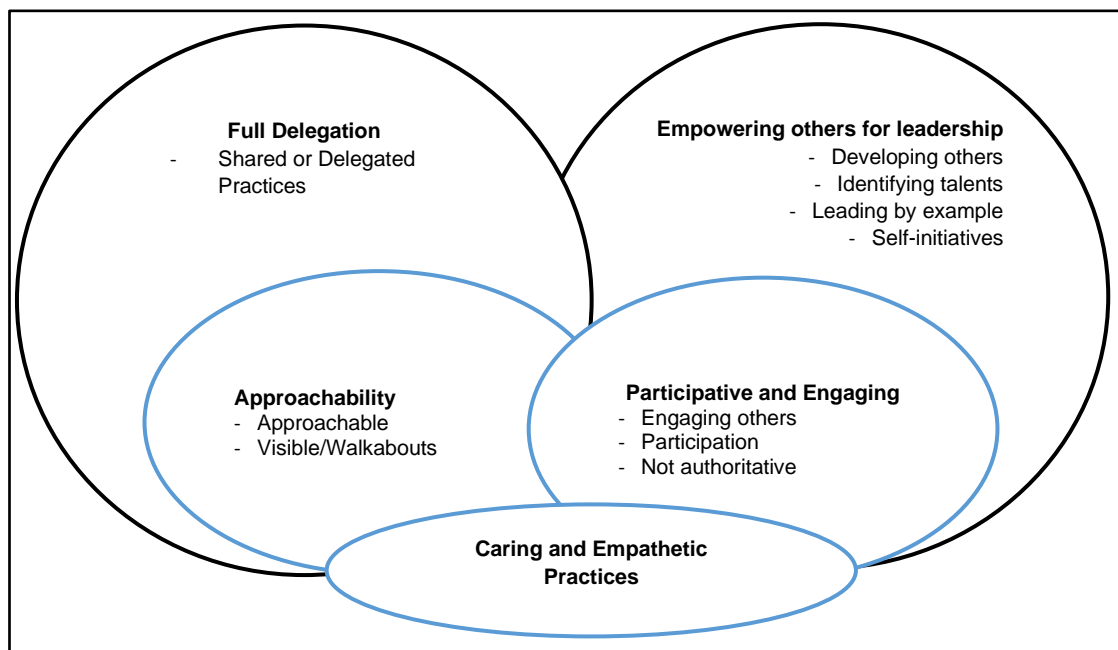 Full Delegation
- Shared or Delegated
Practices
Empowering others for leadership
- Developing others
- Identifying talents
- Leading by example
- Self-initiatives
Approachability
- Approachable
- Visible/Walkabouts
Participative and Engaging
- Engaging others
- Participation
- Not authoritative
Caring and Empathetic
Practices